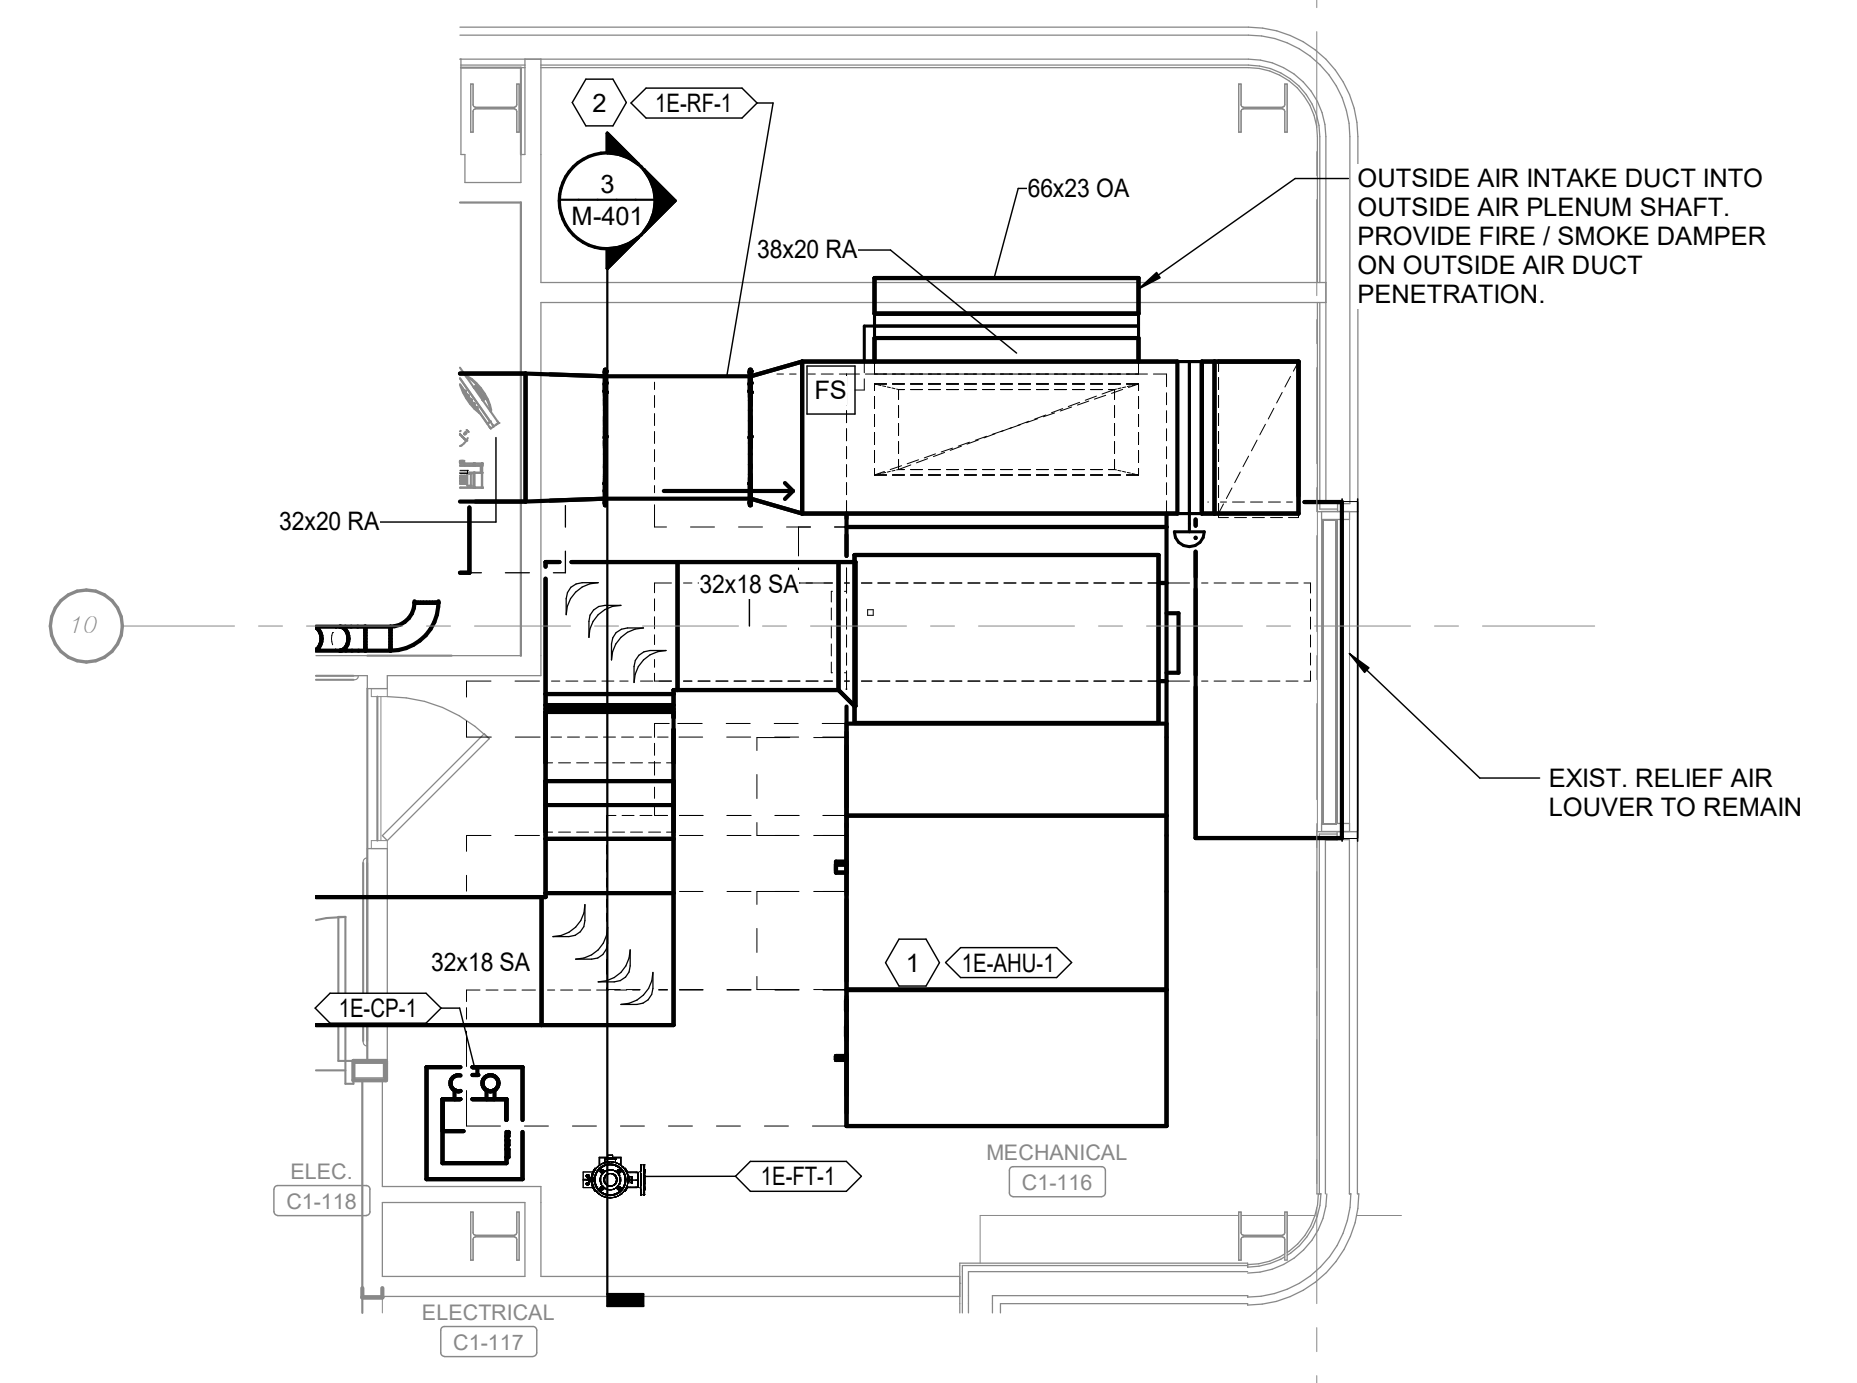 2
1E-RF-1
3
M-401
66x23 OA
38x20 RA
OUTSIDE AIR INTAKE DUCT INTO
OUTSIDE AIR PLENUM SHAFT.
PROVIDE FIRE / SMOKE DAMPER
ON OUTSIDE AIR DUCT
PENETRATION.
FS
32x20 RA
32x18 SA
10
EXIST. RELIEF AIR
LOUVER TO REMAIN
32x18 SA
1
1E-AHU-1
1E-CP-1
MECHANICAL
C1-116
1E-FT-1
ELEC.
C1-118
ELECTRICAL
C1-117